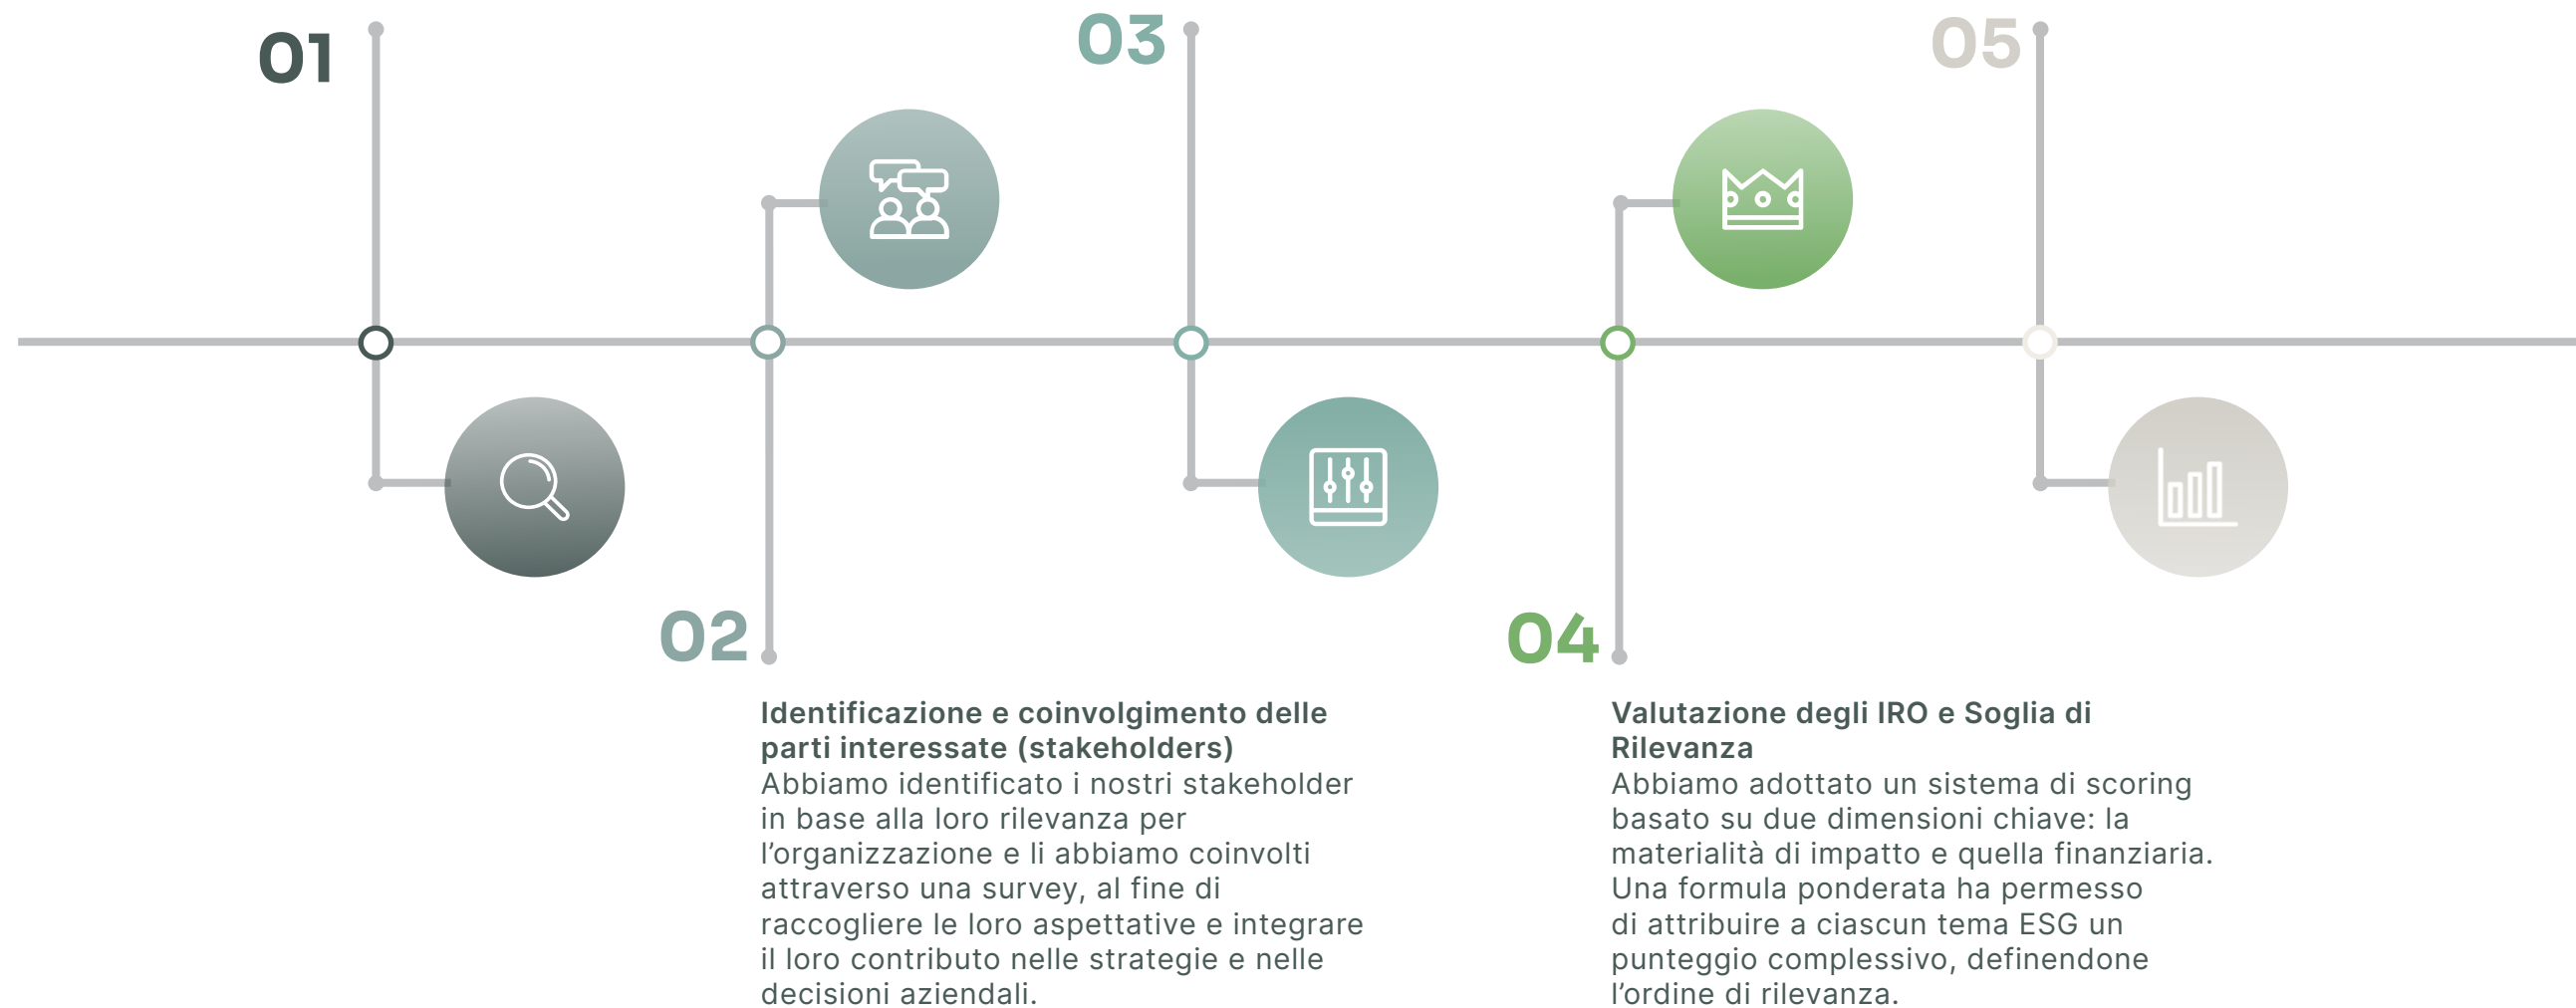 01
03
05
02
Identificazione e coinvolgimento delle
parti interessate (stakeholders)
Abbiamo identificato i nostri stakeholder
in base alla loro rilevanza per
l’organizzazione e li abbiamo coinvolti
attraverso una survey, al fine di
raccogliere le loro aspettative e integrare
il loro contributo nelle strategie e nelle
decisioni aziendali.
04
Valutazione degli IRO e Soglia di
Rilevanza
Abbiamo adottato un sistema di scoring
basato su due dimensioni chiave: la
materialità di impatto e quella finanziaria.
Una formula ponderata ha permesso
di attribuire a ciascun tema ESG un
punteggio complessivo, definendone
l’ordine di rilevanza.